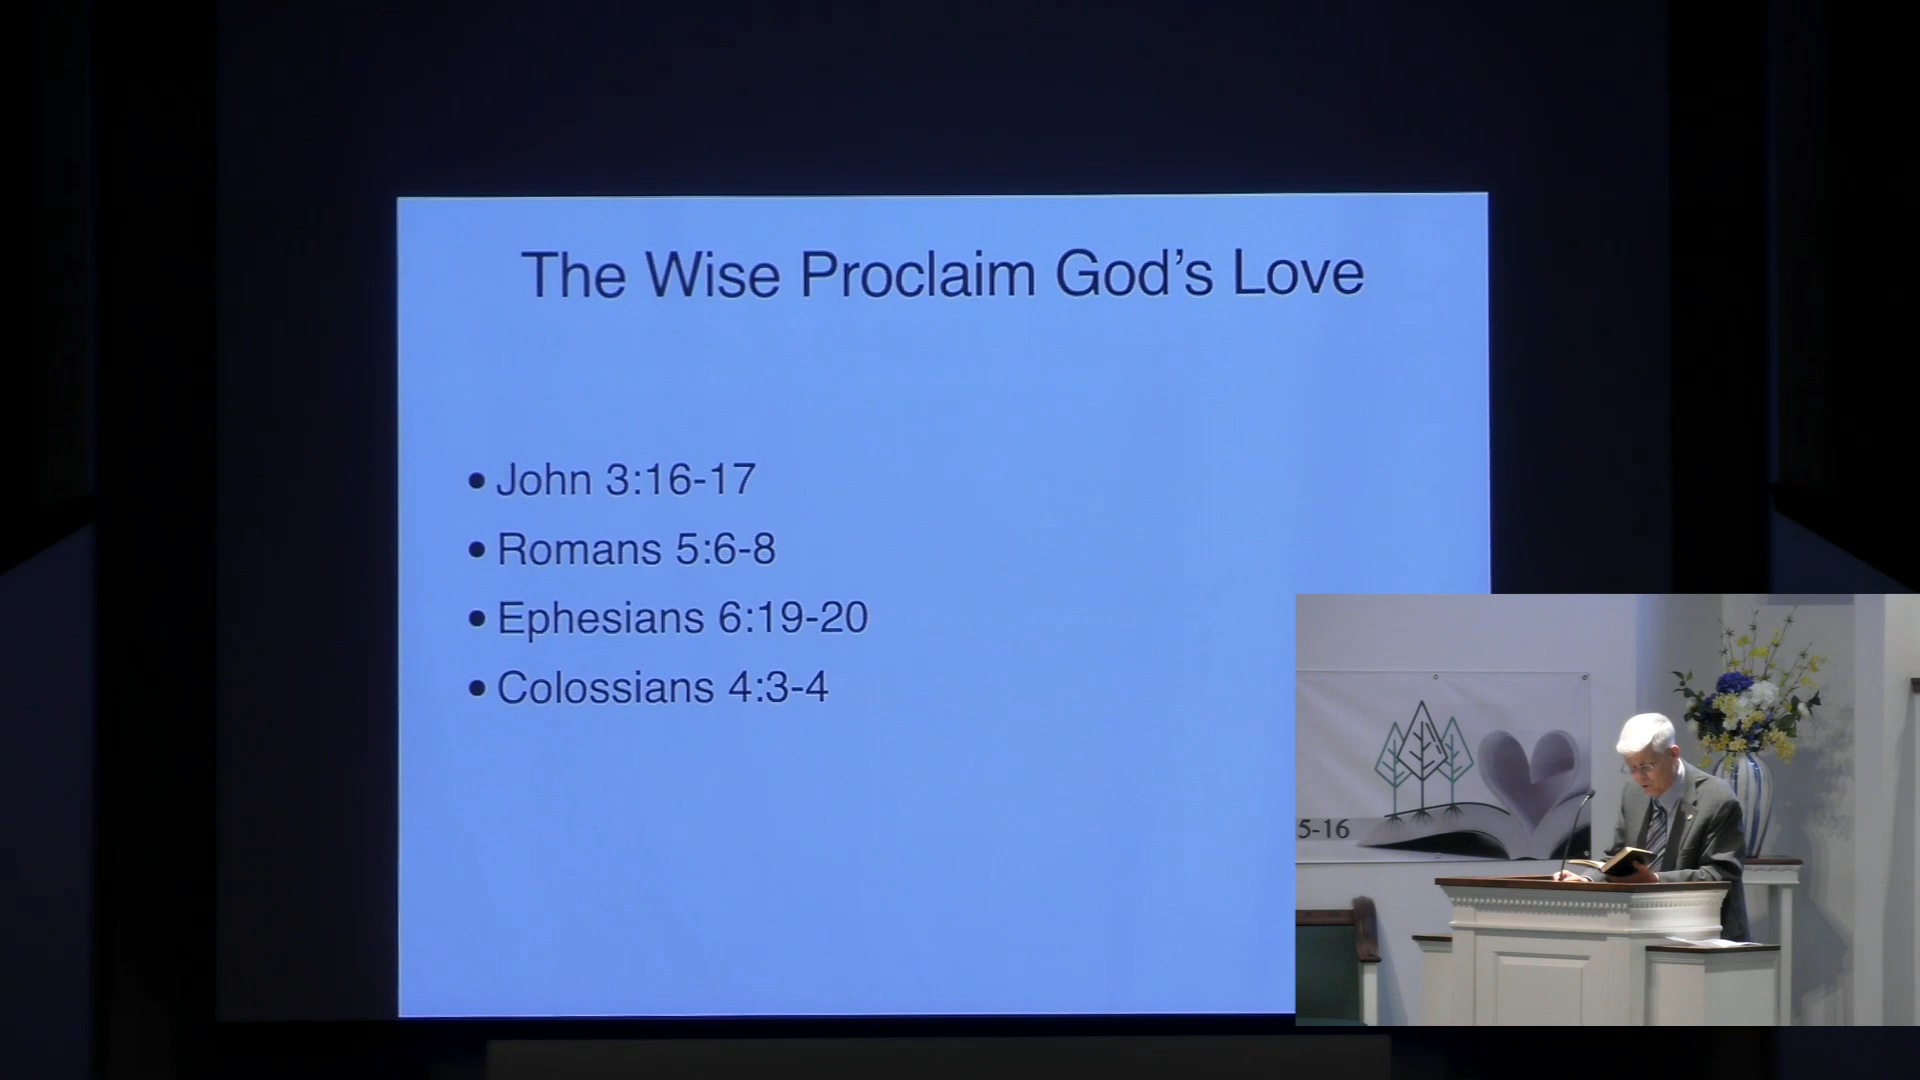 The Wise Proclaim God's Love
• John 3:16-17
• Romans 5:6-8
• Ephesians 6:19-20
• Colossians 4:3-4
5-16